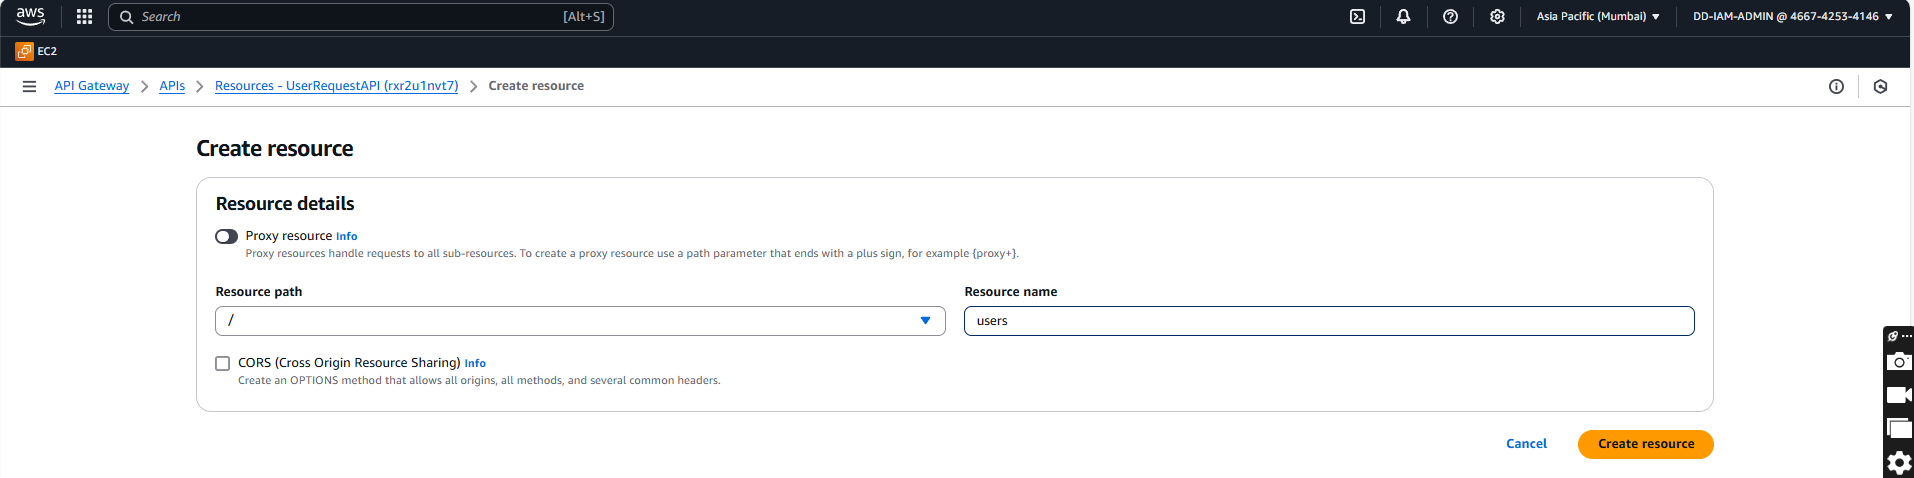 aws Search [Alt+S] Asia Pacific (Mumbai) ▼ DD-IAM-ADMIN @ 4667-4253-4146 ▼
EC2
API Gateway > APIs > Resources - UserRequestAPI (rxr2u1nvt7) > Create resource
Create resource
Resource details
Proxy resource Info
Proxy resources handle requests to all sub-resources. To create a proxy resource use a path parameter that ends with a plus sign, for example {proxy+}.
Resource path Resource name
/ users
CORS (Cross Origin Resource Sharing) Info
Create an OPTIONS method that allows all origins, all methods, and several common headers.
Cancel Create resource